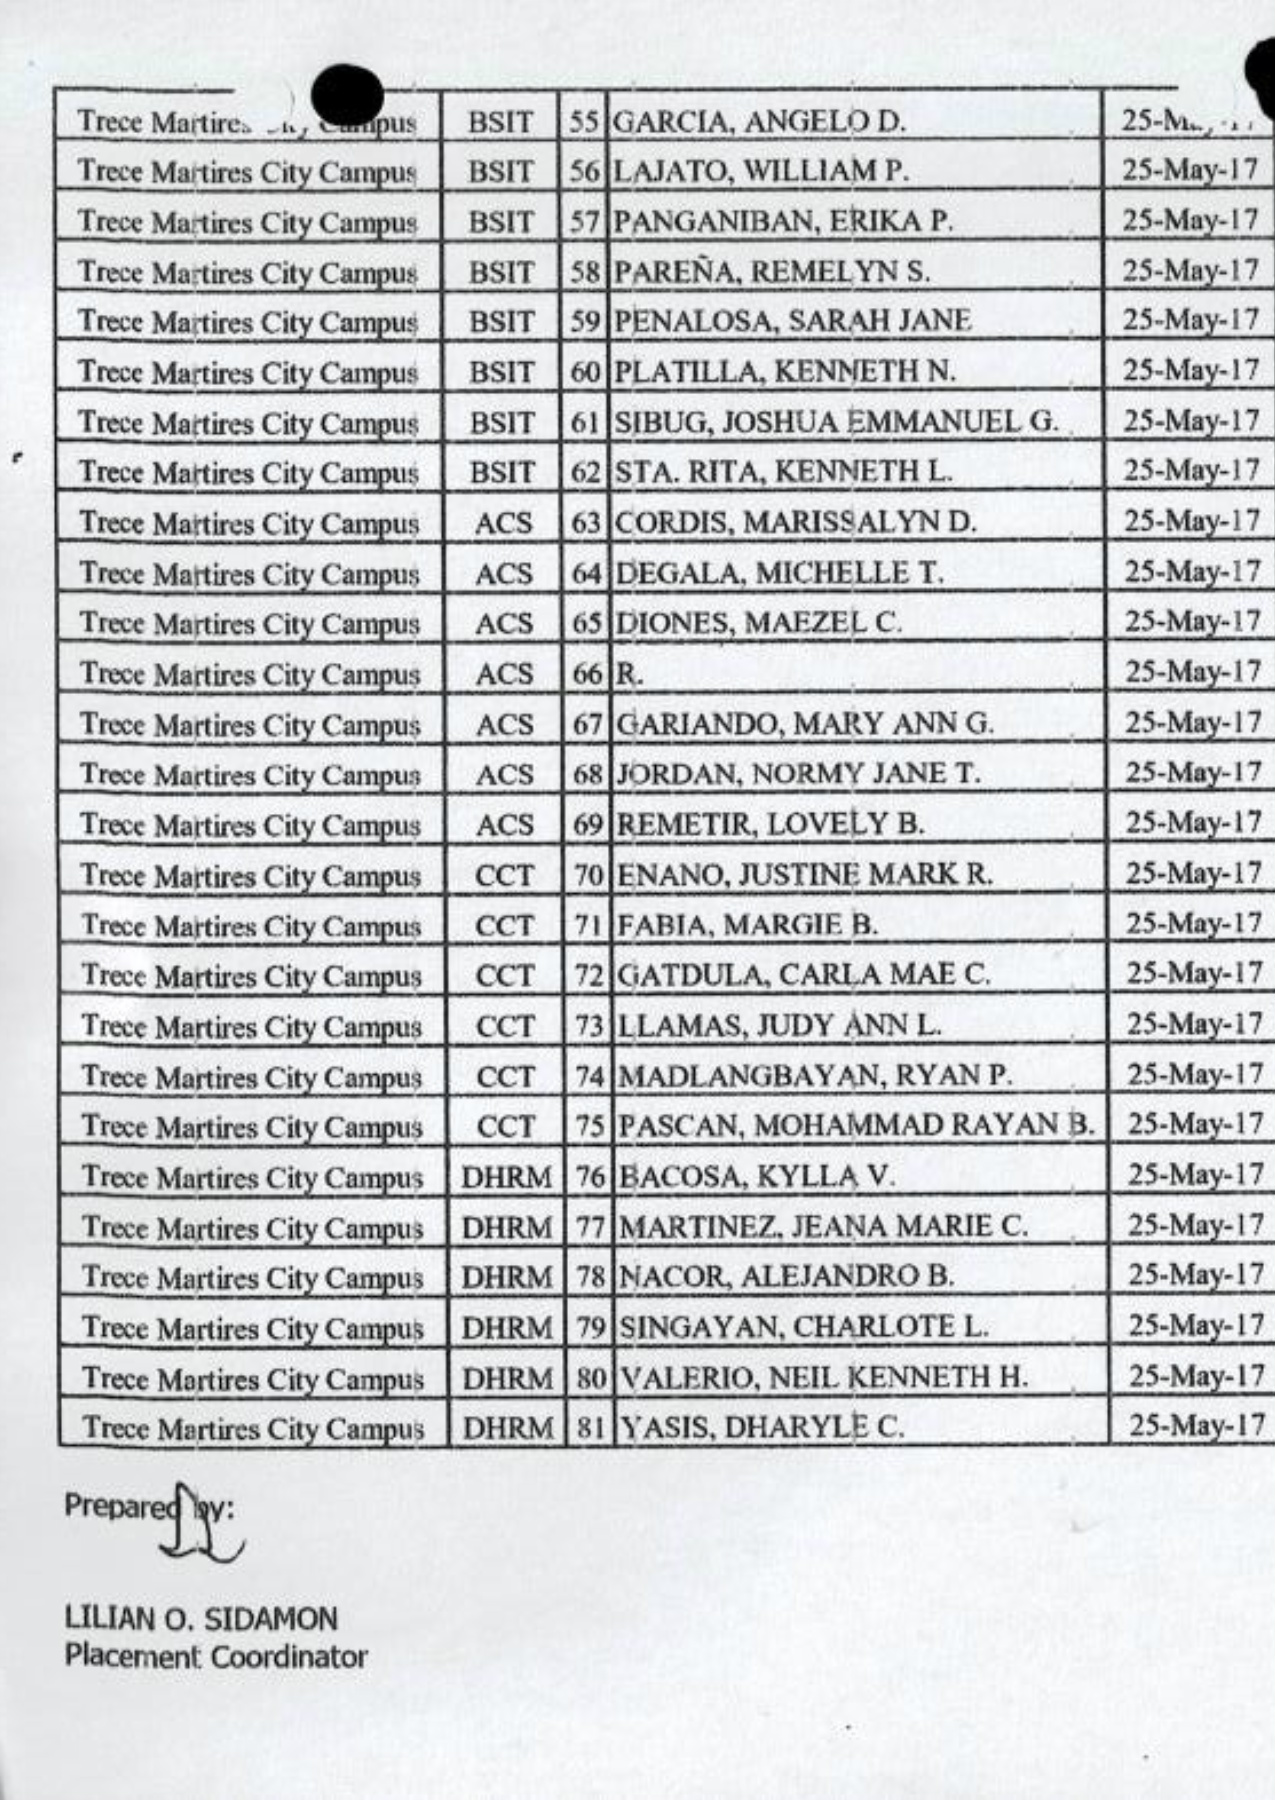 Trece Campus BSIT 55 GARCIA, ANGELO D.
Trece Martires City Campus BSIT 56 LAJATO, WILLIAM P. 25-May-17
Trece Martires City Campus BSIT 57 PANGANIBAN, ERIKA P. 25-May-17
Trece Martires City Campus BSIT 58 PAREÑA, REMELYN S. 25-May-17
Trece Martires City Campus BSIT 59 PENALOSA, SARAH JANE 25-May-17
Trece Martires City Campus BSIT 60 PLATILLA, KENNETH N. 25-May-17
Trece Martires City Campus BSIT 61 SIBUG, JOSHUA EMMANUEL G. 25-May-17
Trece Martires City Campus BSIT 62 STA. RITA, KENNETH L. 25-May-17
Trece Martires City Campus ACS 63 CORDIS, MARISSALYN D. 25-May-17
Trece Martires City Campus ACS 64 DEGALA, MICHELLE T. 25-May-17
Trece Martires City Campus ACS 65 DIONES, MAEZEL C. 25-May-17
Trece Martires City Campus ACS 66 R. 25-May-17
Trece Martires City Campus ACS 67 GARIANDO, MARY ANN G. 25-May-17
Trece Martires City Campus ACS 68 JORDAN, NORMY JANE T. 25-May-17
Trece Martires City Campus ACS 69 REMETIR, LOVELY B. 25-May-17
Trece Martires City Campus CCT 70 ENANO, JUSTINE MARK R. 25-May-17
Trece Martires City Campus CCT 71 FABIA, MARGIE B. 25-May-17
Trece Martires City Campus CCT 72 GATDULA, CARLA MAE C. 25-May-17
Trece Martires City Campus CCT 73 LLAMAS, JUDY ANN L. 25-May-17
Trece Martires City Campus CCT 74 MADLANGBAYAN, RYAN P. 25-May-17
Trece Martires City Campus CCT 75 PASCAN, MOHAMMAD RAYAN B. 25-May-17
Trece Martires City Campus DHRM 76 BACOSA, KYLLA V. 25-May-17
Trece Martires City Campus DHRM 77 MARTINEZ, JEANA MARIE C. 25-May-17
Trece Martires City Campus DHRM 78 NACOR, ALEJANDRO B. 25-May-17
Trece Martires City Campus DHRM 79 SINGAYAN, CHARLOTE L. 25-May-17
Trece Martires City Campus DHRM 80 VALERIO, NEIL KENNETH H. 25-May-17
Trece Martires City Campus DHRM 81 YASIS, DHARYLE C. 25-May-17
Prepared by:
LILIAN O. SIDAMON
Placement Coordinator